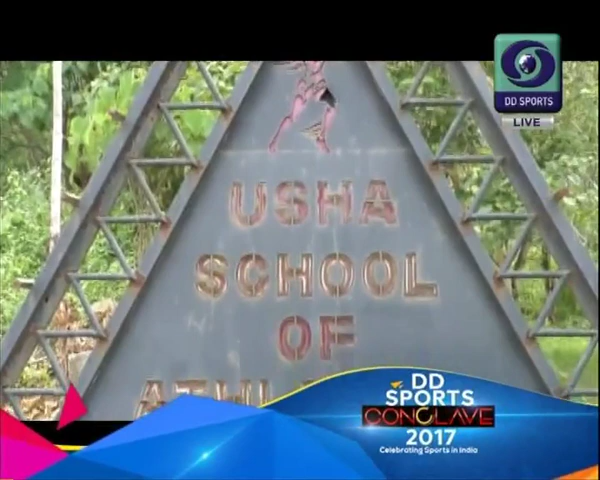 DD SPORTS
LIVE
USHA
SCHOOL
OF
DD
SPORTS
CONCLAVE
2017
Celebrating Sports in India